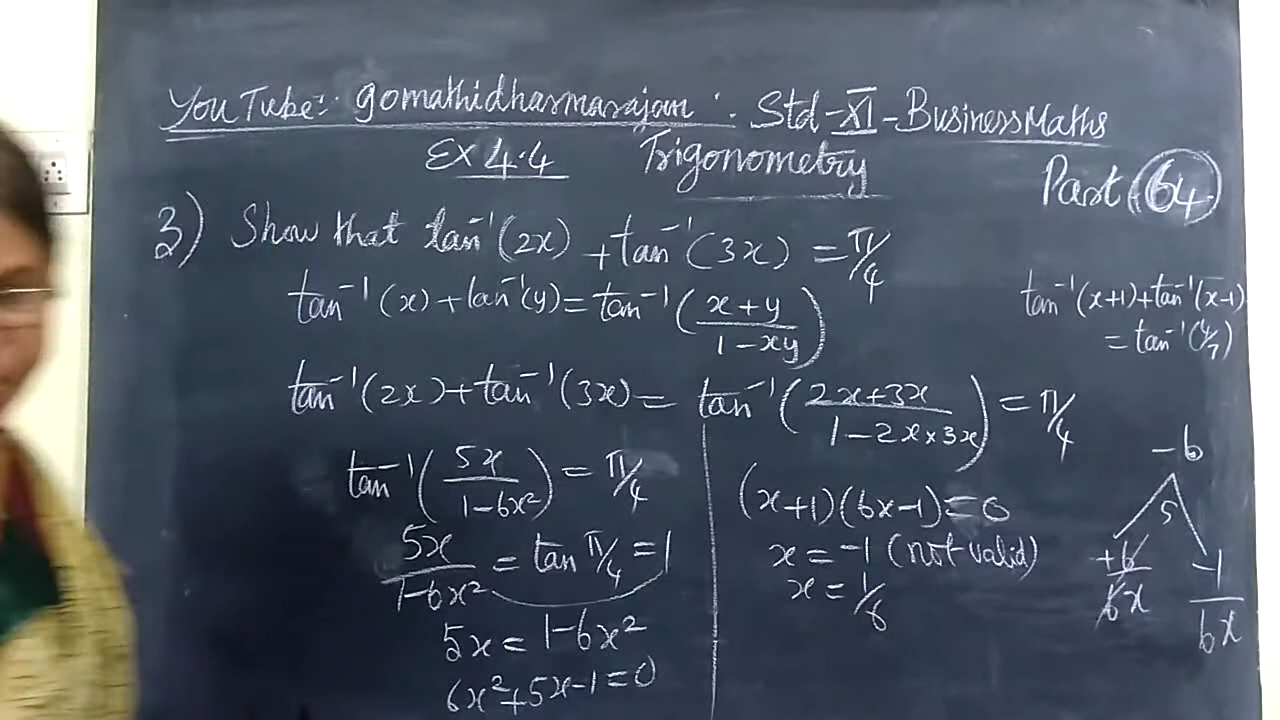 YouTube: gomathidharmarajan: Std-XI-Business Maths
Ex 4.4 Trigonometry
Part 64
3) Show that tan⁻¹(2x) + tan⁻¹(3x) = π/4
tan⁻¹(x) + tan⁻¹(y) = tan⁻¹((x+y)/(1-xy))
tan⁻¹(2x) + tan⁻¹(3x) = tan⁻¹((2x+3x)/(1-2x×3x)) = π/4
tan⁻¹(5x/(1-6x²)) = π/4
5x/(1-6x²) = tan π/4 = 1
5x = 1-6x²
6x²+5x-1=0
(x+1)(6x-1)=0
x = -1 (not valid)
x = 1/6
tan⁻¹(x+1)+tan⁻¹(x-1)
= tan⁻¹(4/7)
-6
5
+6/6x -1/6x